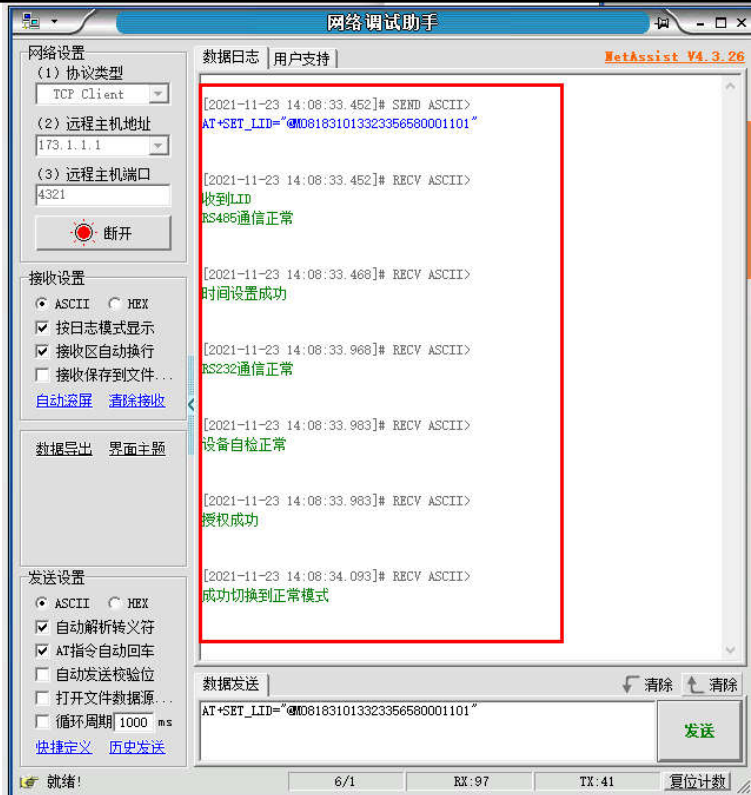 网络调试助手
网络设置
(1) 协议类型
TCP Client
(2) 远程主机地址
173.1.1.1
(3) 远程主机端口
4321
断开
接收设置
ASCII HEX
按日志模式显示
接收区自动换行
接收保存到文件...
自动滚屏 清除接收
数据导出 界面主题
发送设置
ASCII HEX
自动解析转义符
AT指令自动回车
自动发送校验位
打开文件数据源...
循环周期 1000 ms
快捷定义 历史发送
数据日志 用户支持 NetAssist V4.3.26
[2021-11-23 14:08:33.452]# SEND ASCII>
AT+SET_LID="@M081831013323356580001101"
[2021-11-23 14:08:33.452]# RECV ASCII>
收到LID
RS485通信正常
[2021-11-23 14:08:33.468]# RECV ASCII>
时间设置成功
[2021-11-23 14:08:33.968]# RECV ASCII>
RS232通信正常
[2021-11-23 14:08:33.983]# RECV ASCII>
设备自检正常
[2021-11-23 14:08:33.983]# RECV ASCII>
授权成功
[2021-11-23 14:08:34.093]# RECV ASCII>
成功切换到正常模式
数据发送 清除 清除
AT+SET_LID="@M081831013323356580001101"
发送
就绪! 6/1 RX:97 TX:41 复位计数